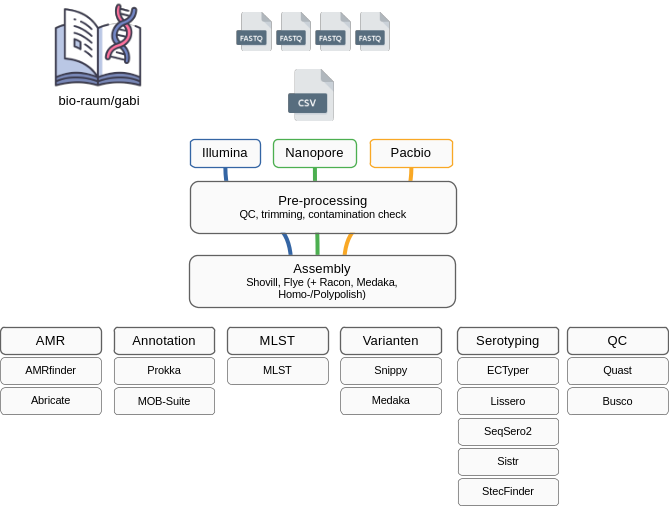 FASTQ FASTQ FASTQ FASTQ
bio-raum/gabi
CSV
Illumina Nanopore Pacbio
Pre-processing
QC, trimming, contamination check
Assembly
Shovill, Flye (+ Racon, Medaka,
Homo-/Polypolish)
AMR Annotation MLST Varianten Serotyping QC
AMRfinder Prokka MLST Snippy ECTyper Quast
Abricate MOB-Suite Medaka Lissero Busco
SeqSero2
Sistr
StecFinder